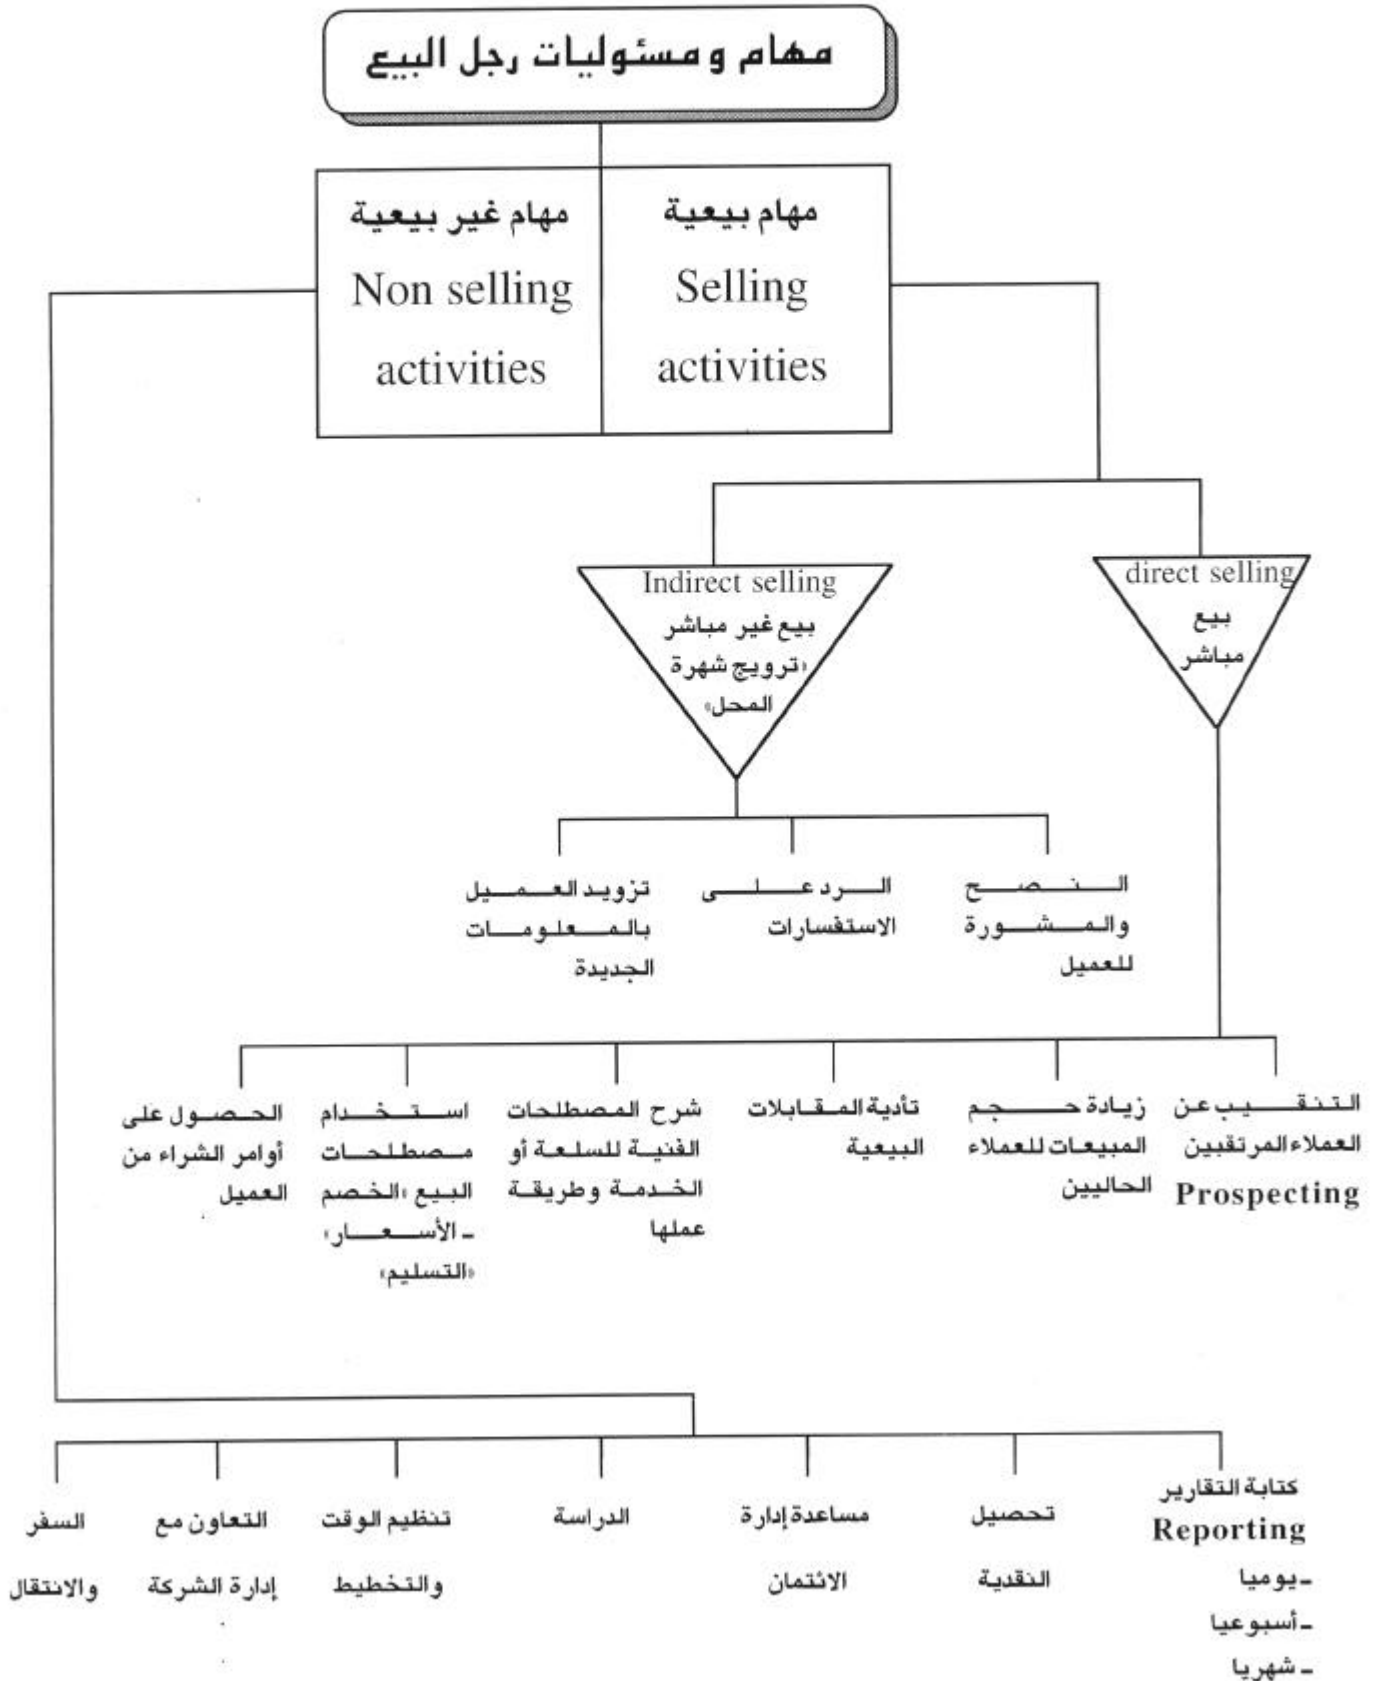 مهام ومسئوليات رجل البيع
مهام بيعية
Selling
activities
مهام غير بيعية
Non selling
activities
direct selling
بيع
مباشر
Indirect selling
بيع غير مباشر
«ترويج شهرة
المحل»
النصح
والمشورة
للعميل
الرد على
الاستفسارات
تزويد العميل
بالمعلومات
الجديدة
التنقيب عن
العملاء المرتقبين
Prospecting
زيادة حجم
المبيعات للعملاء
الحاليين
تأدية المقابلات
البيعية
شرح المصطلحات
الفنية للسلعة أو
الخدمة وطريقة
عملها
استخدام
مصطلحات
البيع «الخصم
ـ الأسعار»
«التسليم»
الحصول على
أوامر الشراء من
العميل
كتابة التقارير
Reporting
ـ يوميا
ـ أسبوعيا
ـ شهريا
تحصيل
النقدية
مساعدة إدارة
الائتمان
الدراسة
تنظيم الوقت
والتخطيط
التعاون مع
إدارة الشركة
السفر
والانتقال